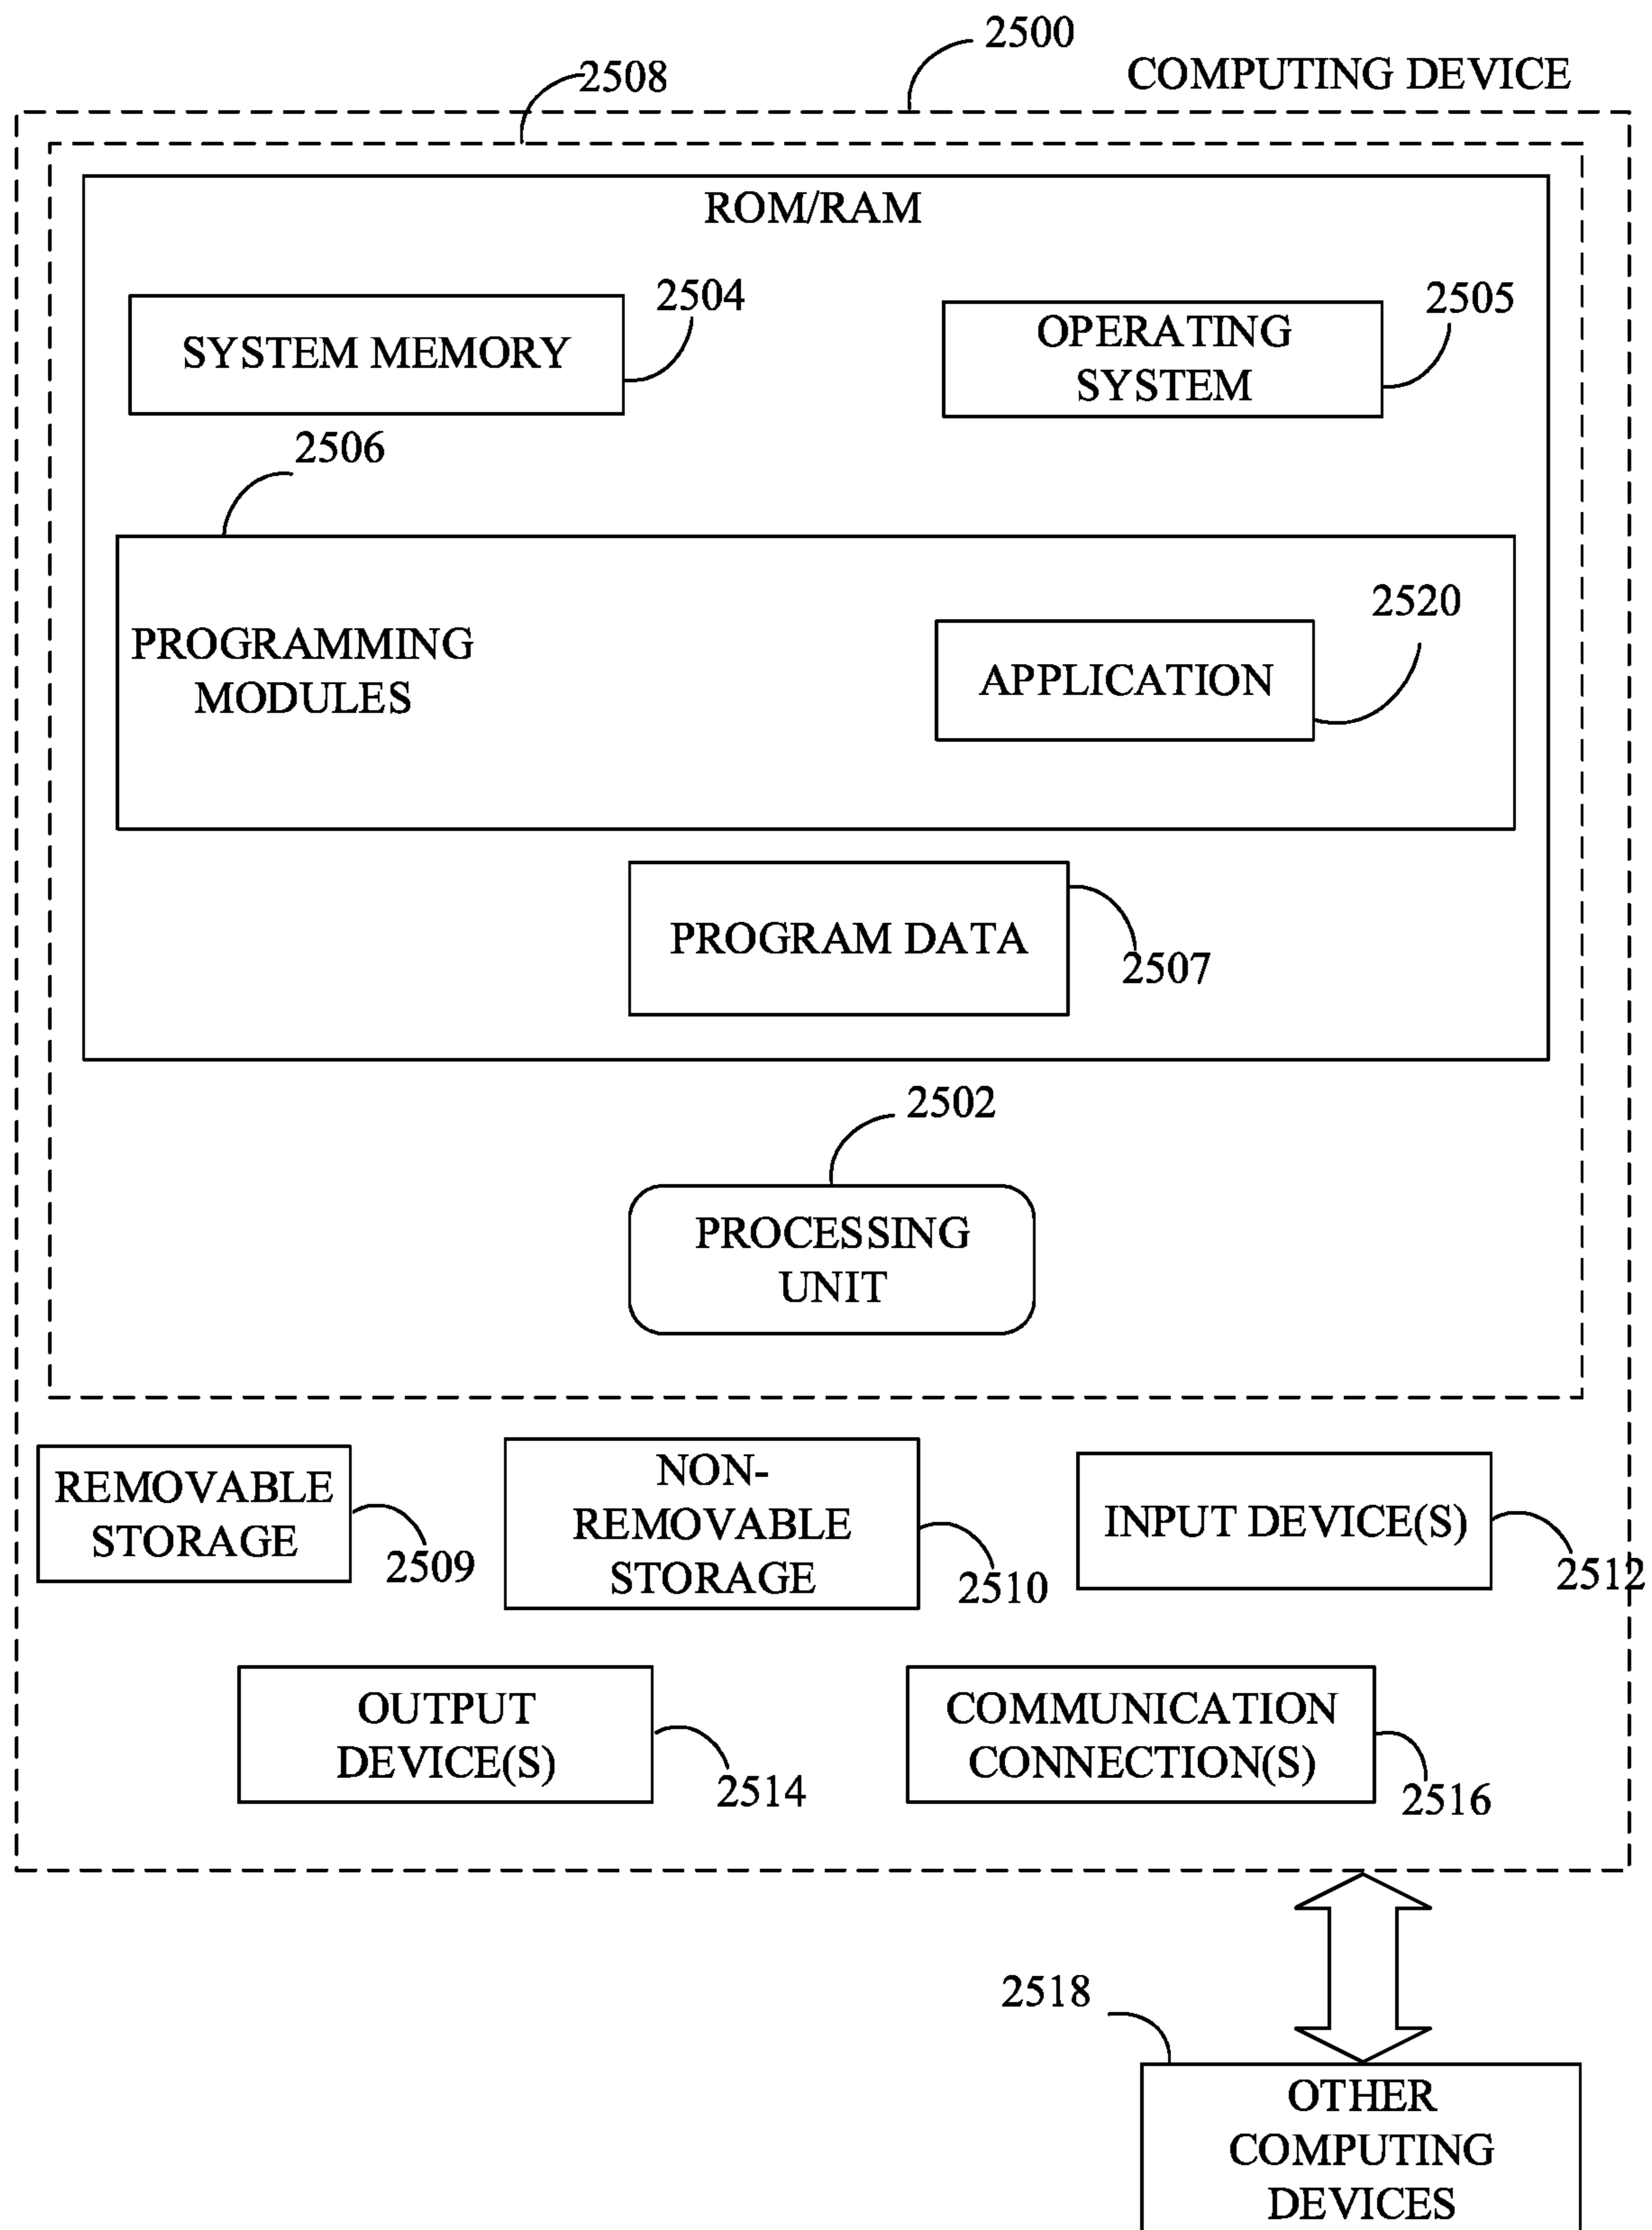 2500
COMPUTING DEVICE
2508
ROM/RAM
2504
SYSTEM MEMORY
2505
OPERATING
SYSTEM
2506
PROGRAMMING
MODULES
2520
APPLICATION
PROGRAM DATA
2507
2502
PROCESSING
UNIT
REMOVABLE
STORAGE
2509
NON-
REMOVABLE
STORAGE
2510
INPUT DEVICE(S)
2512
OUTPUT
DEVICE(S)
2514
COMMUNICATION
CONNECTION(S)
2516
2518
OTHER
COMPUTING
DEVICES